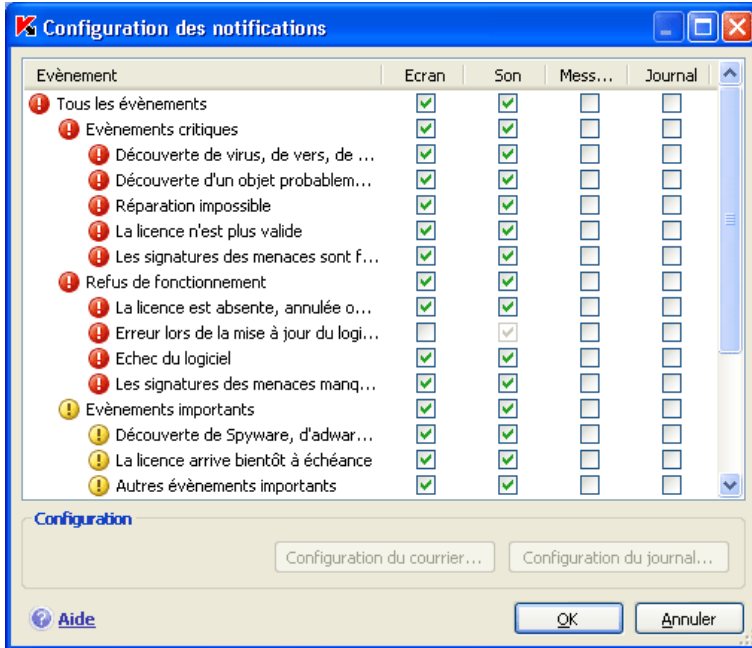 Configuration des notifications
Evènement Ecran Son Mess... Journal
Tous les évènements
Evènements critiques
Découverte de virus, de vers, de ...
Découverte d'un objet probablem...
Réparation impossible
La licence n'est plus valide
Les signatures des menaces sont f...
Refus de fonctionnement
La licence est absente, annulée o...
Erreur lors de la mise à jour du logi...
Echec du logiciel
Les signatures des menaces manq...
Evènements importants
Découverte de Spyware, d'adwar...
La licence arrive bientôt à échéance
Autres évènements importants
Configuration
Configuration du courrier... Configuration du journal...
Aide OK Annuler